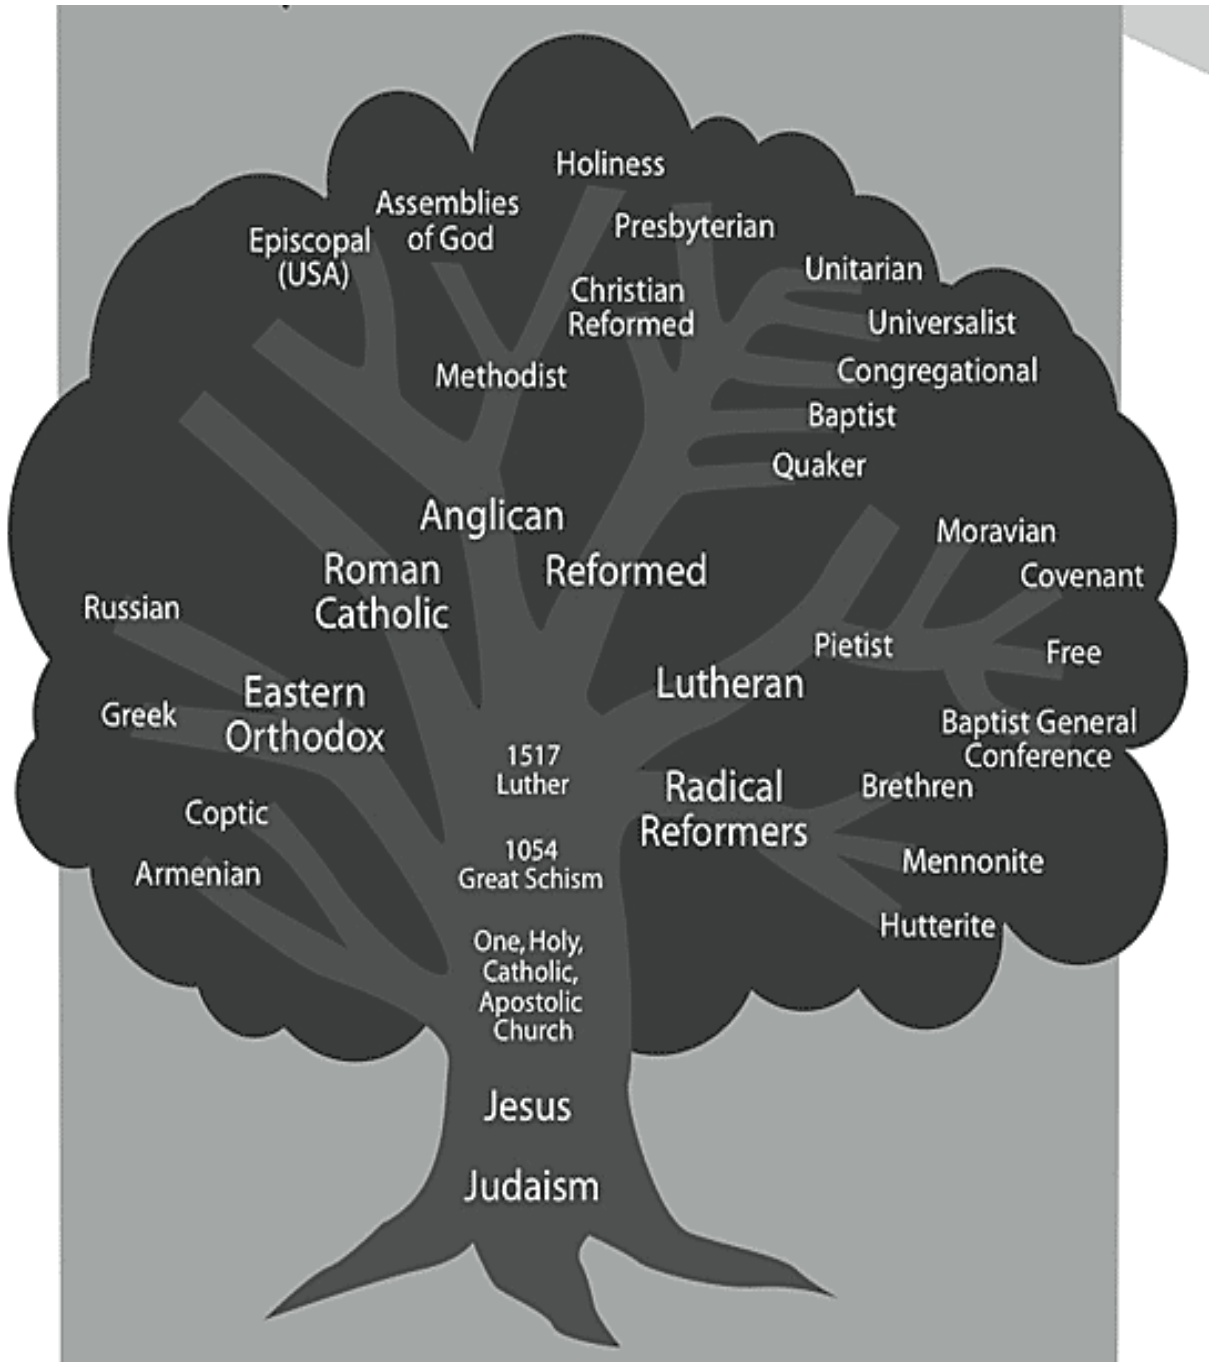 Holiness
Assemblies
of God
Presbyterian
Episcopal
(USA)
Unitarian
Christian
Reformed
Universalist
Methodist
Congregational
Baptist
Quaker
Anglican
Moravian
Roman
Catholic
Reformed
Covenant
Russian
Pietist
Free
Eastern
Orthodox
Lutheran
Greek
Baptist General
Conference
1517
Luther
Radical
Reformers
Brethren
Coptic
1054
Great Schism
Mennonite
Armenian
Hutterite
One, Holy,
Catholic,
Apostolic
Church
Jesus
Judaism